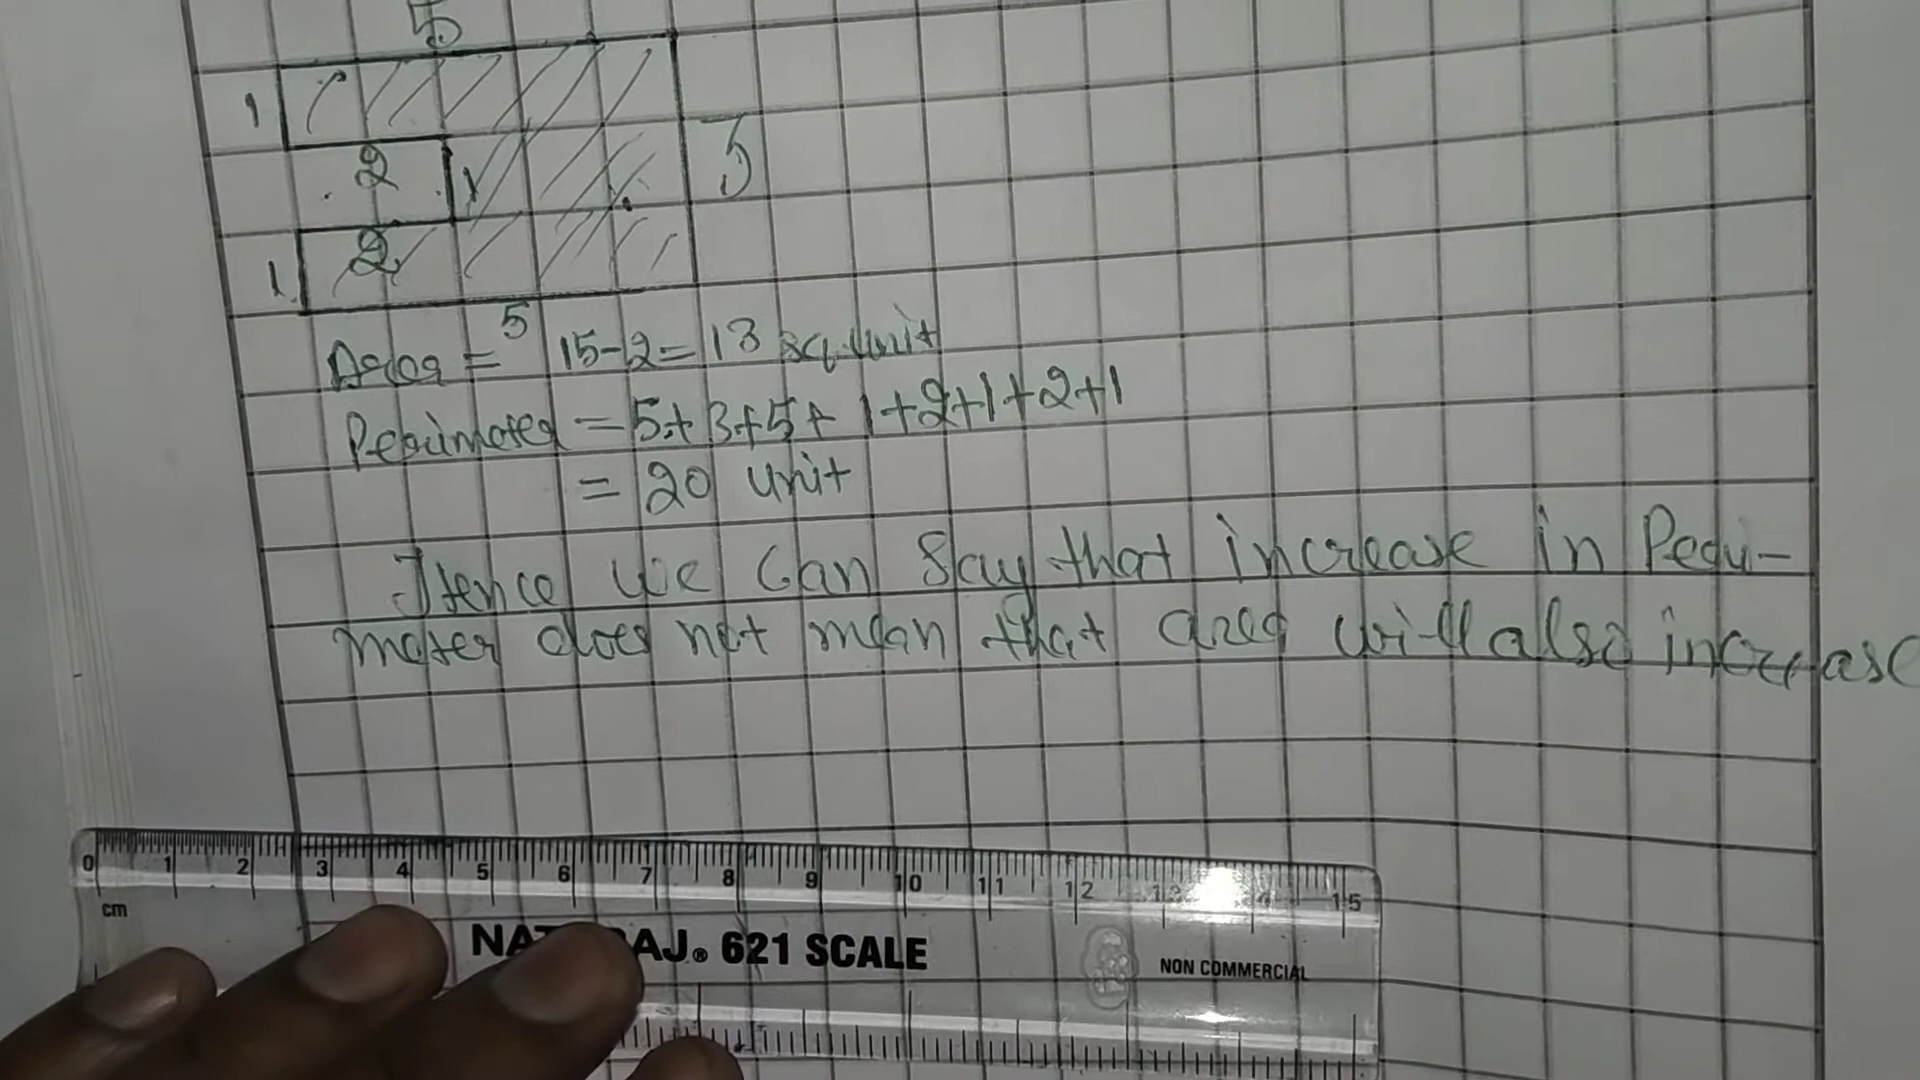 5
1
2
1
3
2
1
5
Area = 15-2 = 13 sq. unit
Perimeter = 5+3+5+1+2+1+2+1
= 20 unit
Hence we can say that increase in Peri-
meter does not mean that area will also increase
0 1 2 3 4 5 6 7 8 9 10 11 12 13 14 15
cm
NATARAJ® 621 SCALE
NON COMMERCIAL